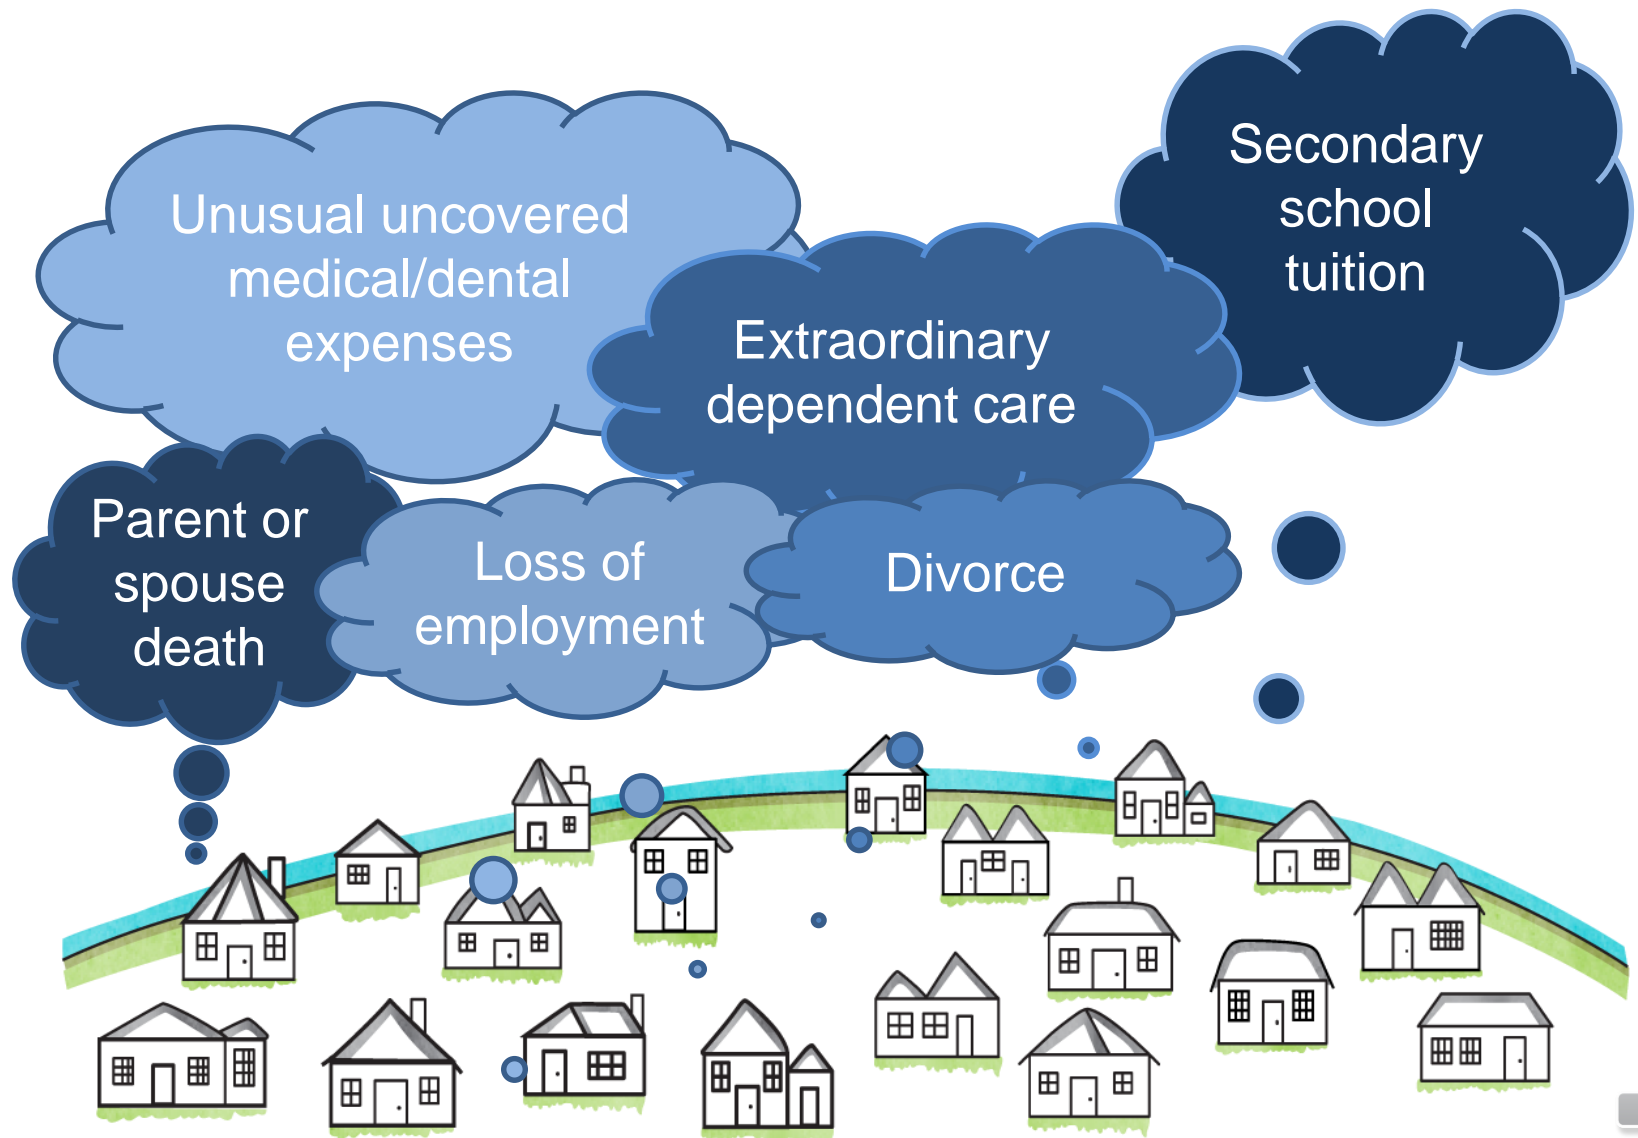 Unusual uncovered
medical/dental
expenses
Secondary
school
tuition
Extraordinary
dependent care
Parent or
spouse
death
Loss of
employment
Divorce